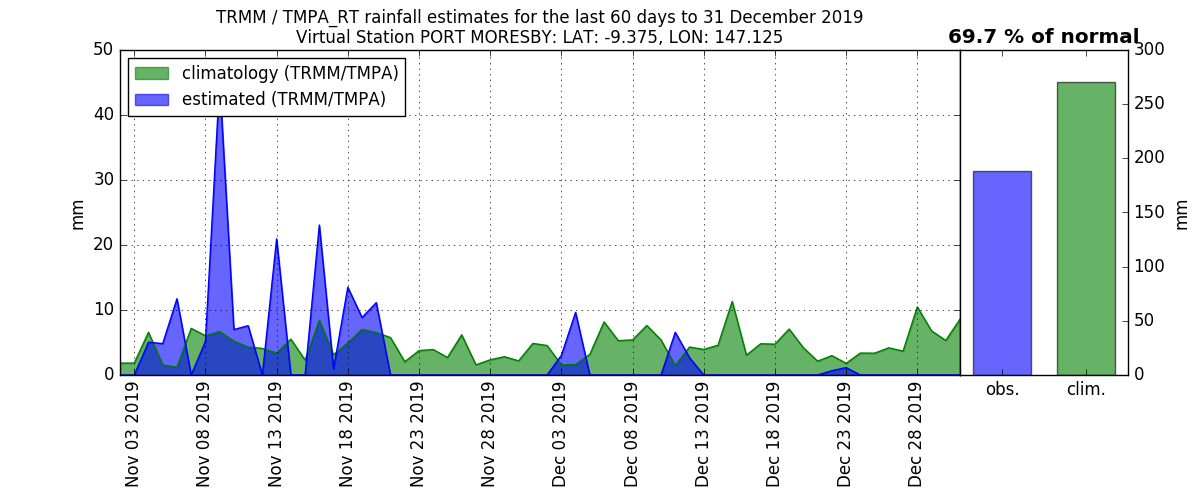 TRMM / TMPA_RT rainfall estimates for the last 60 days to 31 December 2019
Virtual Station PORT MORESBY: LAT: -9.375, LON: 147.125
69.7 % of normal
climatology (TRMM/TMPA)
estimated (TRMM/TMPA)
50
40
30
20
10
0
mm
Nov 03 2019
Nov 08 2019
Nov 13 2019
Nov 18 2019
Nov 23 2019
Nov 28 2019
Dec 03 2019
Dec 08 2019
Dec 13 2019
Dec 18 2019
Dec 23 2019
Dec 28 2019
300
250
200
150
100
50
0
mm
obs.
clim.